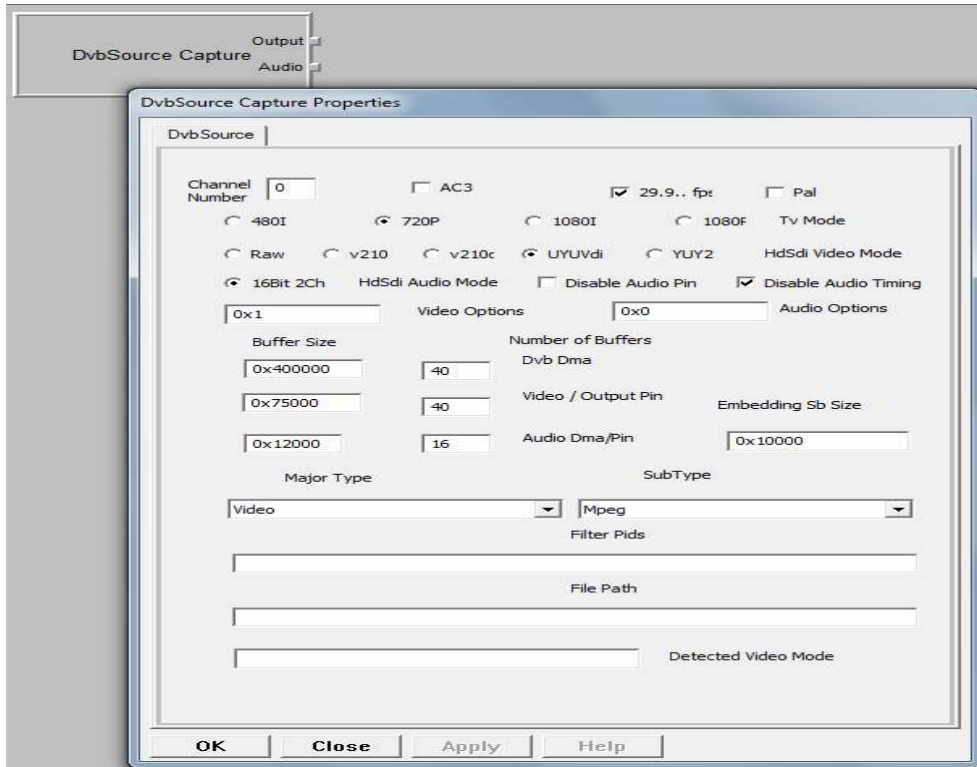 Output
DvbSource Capture
Audio
DvbSource Capture Properties
DvbSource
Channel Number 0 AC3 29.9.. fps Pal
480I 720P 1080I 1080P Tv Mode
Raw v210 v210c UYUVdi YUY2 HdSdi Video Mode
16Bit 2Ch HdSdi Audio Mode Disable Audio Pin Disable Audio Timing
0x1 Video Options 0x0 Audio Options
Buffer Size Number of Buffers
0x400000 40 Dvb Dma
0x75000 40 Video / Output Pin Embedding Sb Size
0x12000 16 Audio Dma/Pin 0x10000
Major Type SubType
Video Mpeg
Filter Pids
File Path
Detected Video Mode
OK Close Apply Help